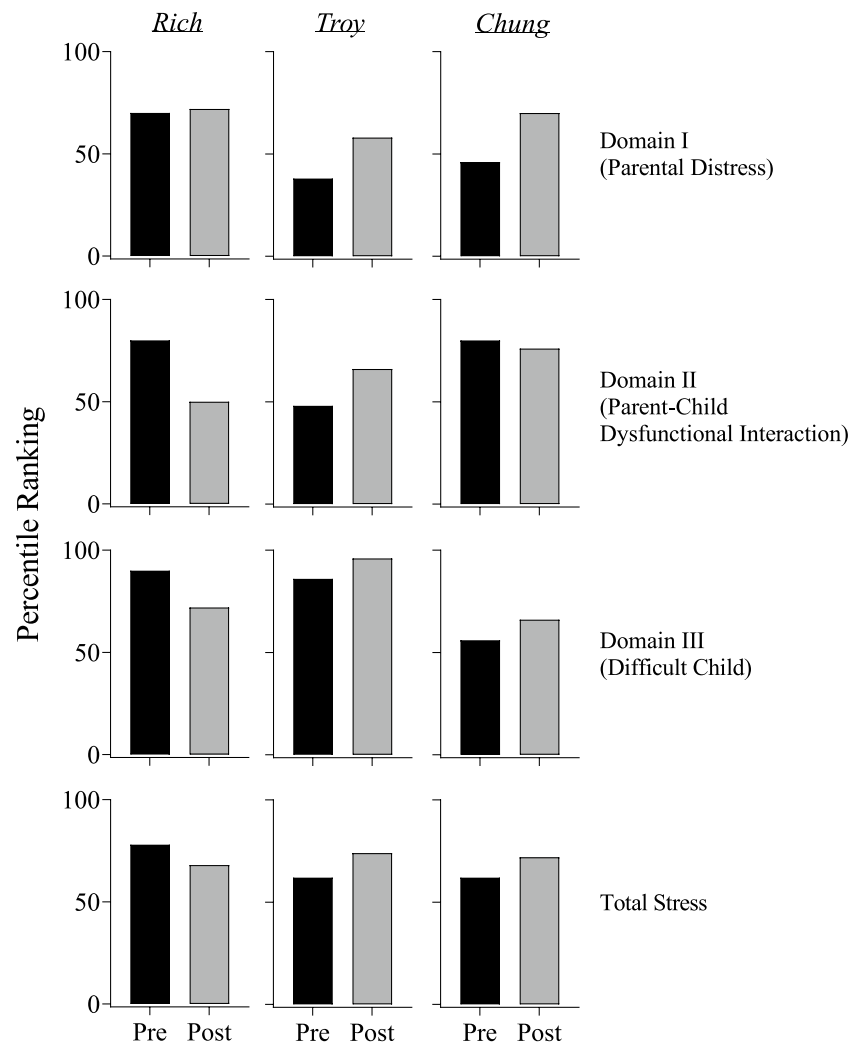 Rich Troy Chung
100
50
0
Domain I
(Parental Distress)
100
50
0
Domain II
(Parent-Child
Dysfunctional Interaction)
Percentile Ranking
100
50
0
Domain III
(Difficult Child)
100
50
0
Total Stress
Pre Post Pre Post Pre Post